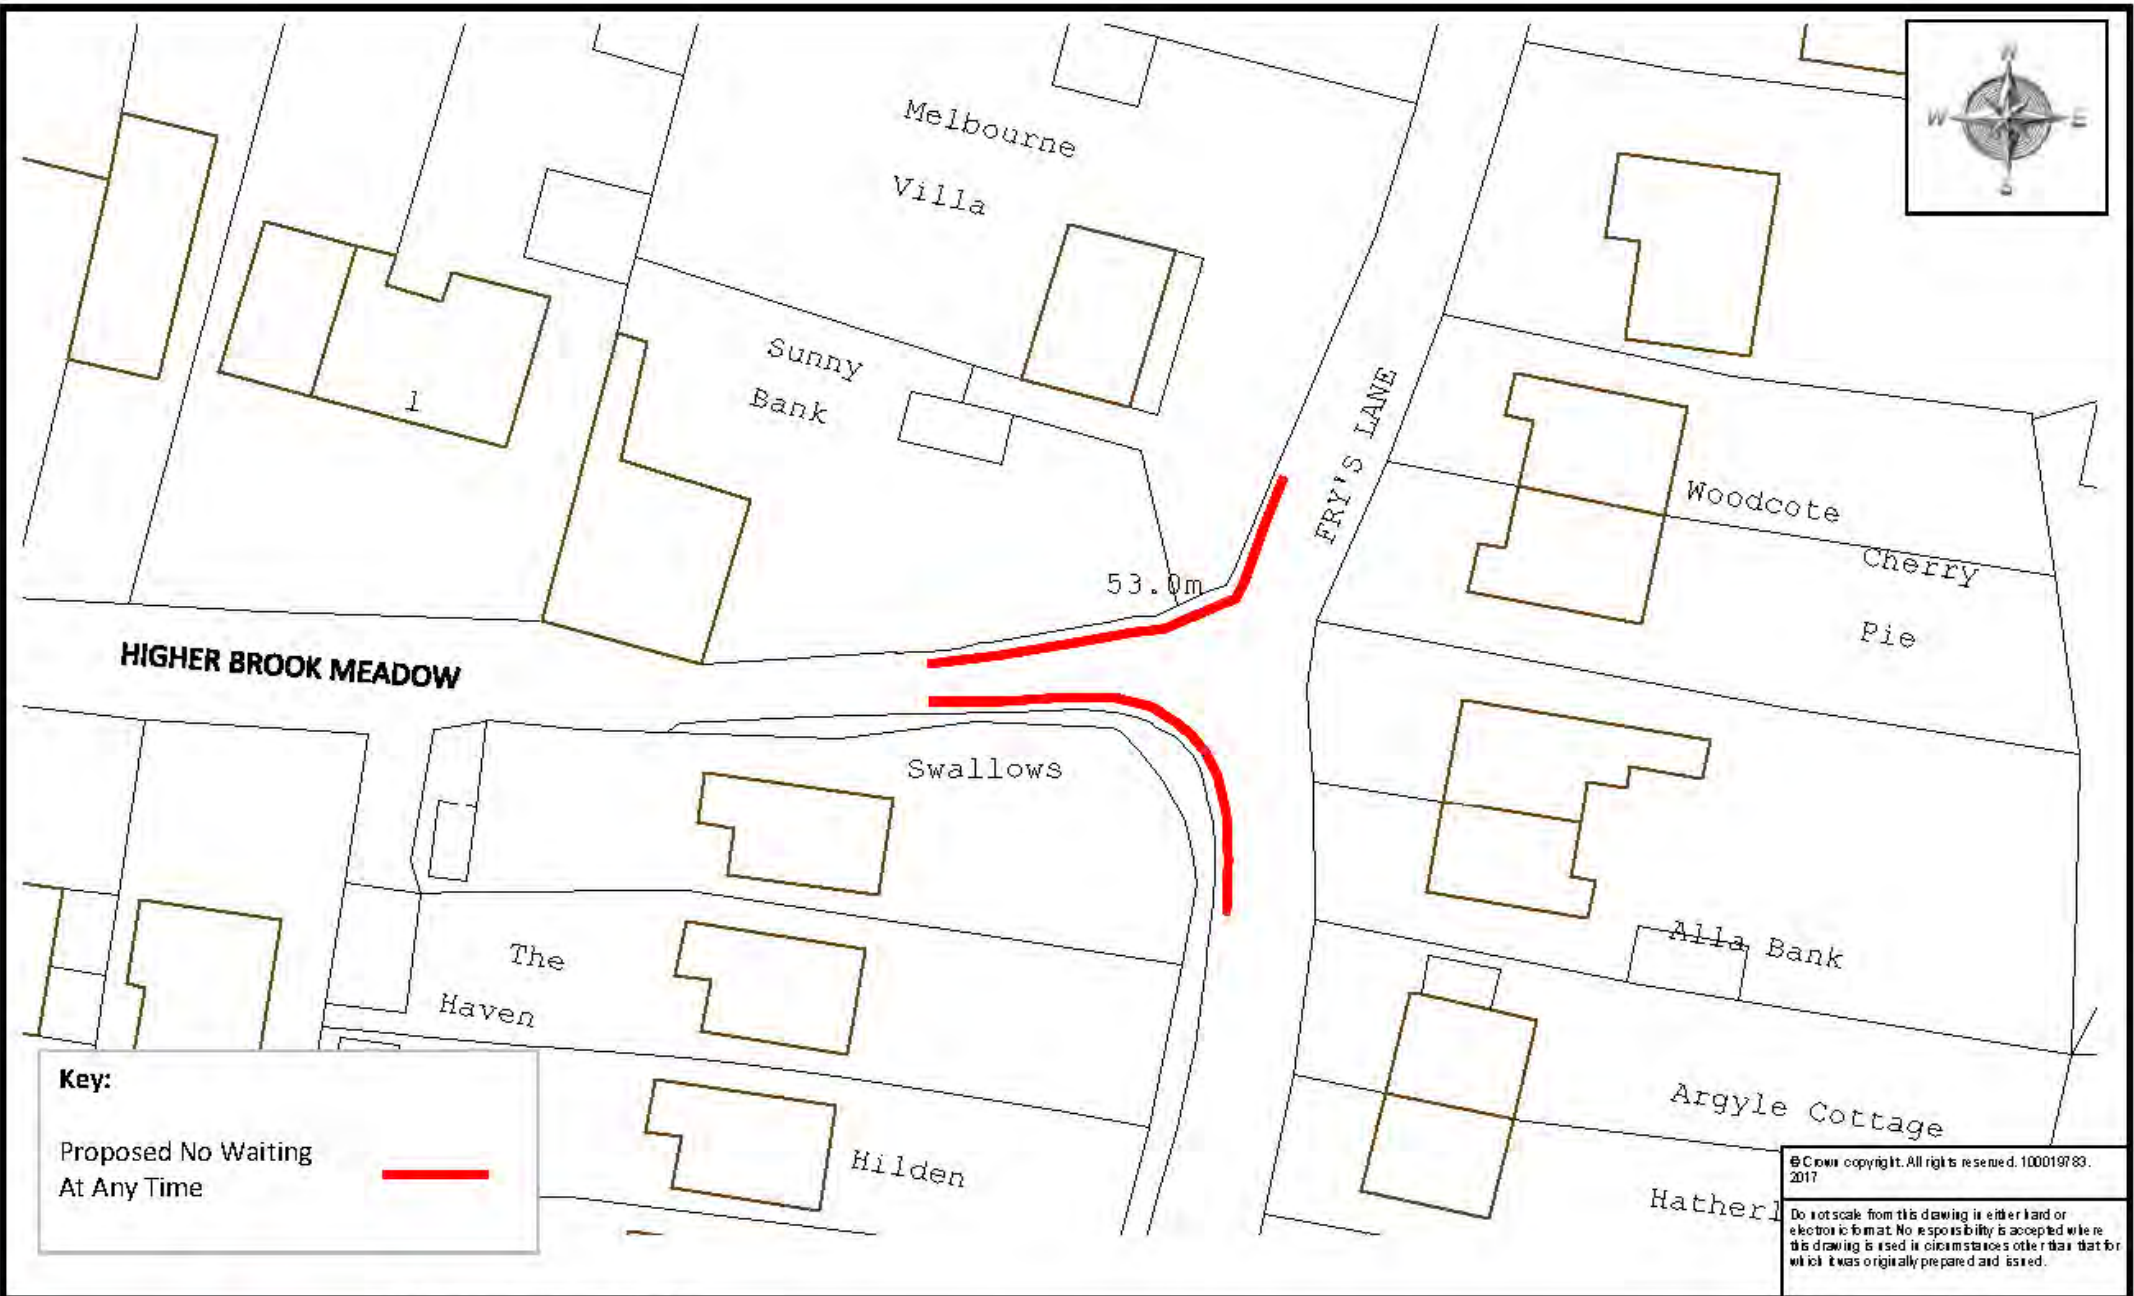 N
W E
S
Melbourne
Villa
Sunny
Bank
1
FRY'S LANE
Woodcote
Cherry
Pie
53.0m
HIGHER BROOK MEADOW
Swallows
Alla Bank
The
Haven
Argyle Cottage
Hilden
Hatherl
Key:
Proposed No Waiting
At Any Time
© Crown copyright. All rights reserved. 100019783.
2017
Do not scale from this drawing in either hard or
electronic format. No responsibility is accepted where
this drawing is used in circumstances other than that for
which it was originally prepared and issued.